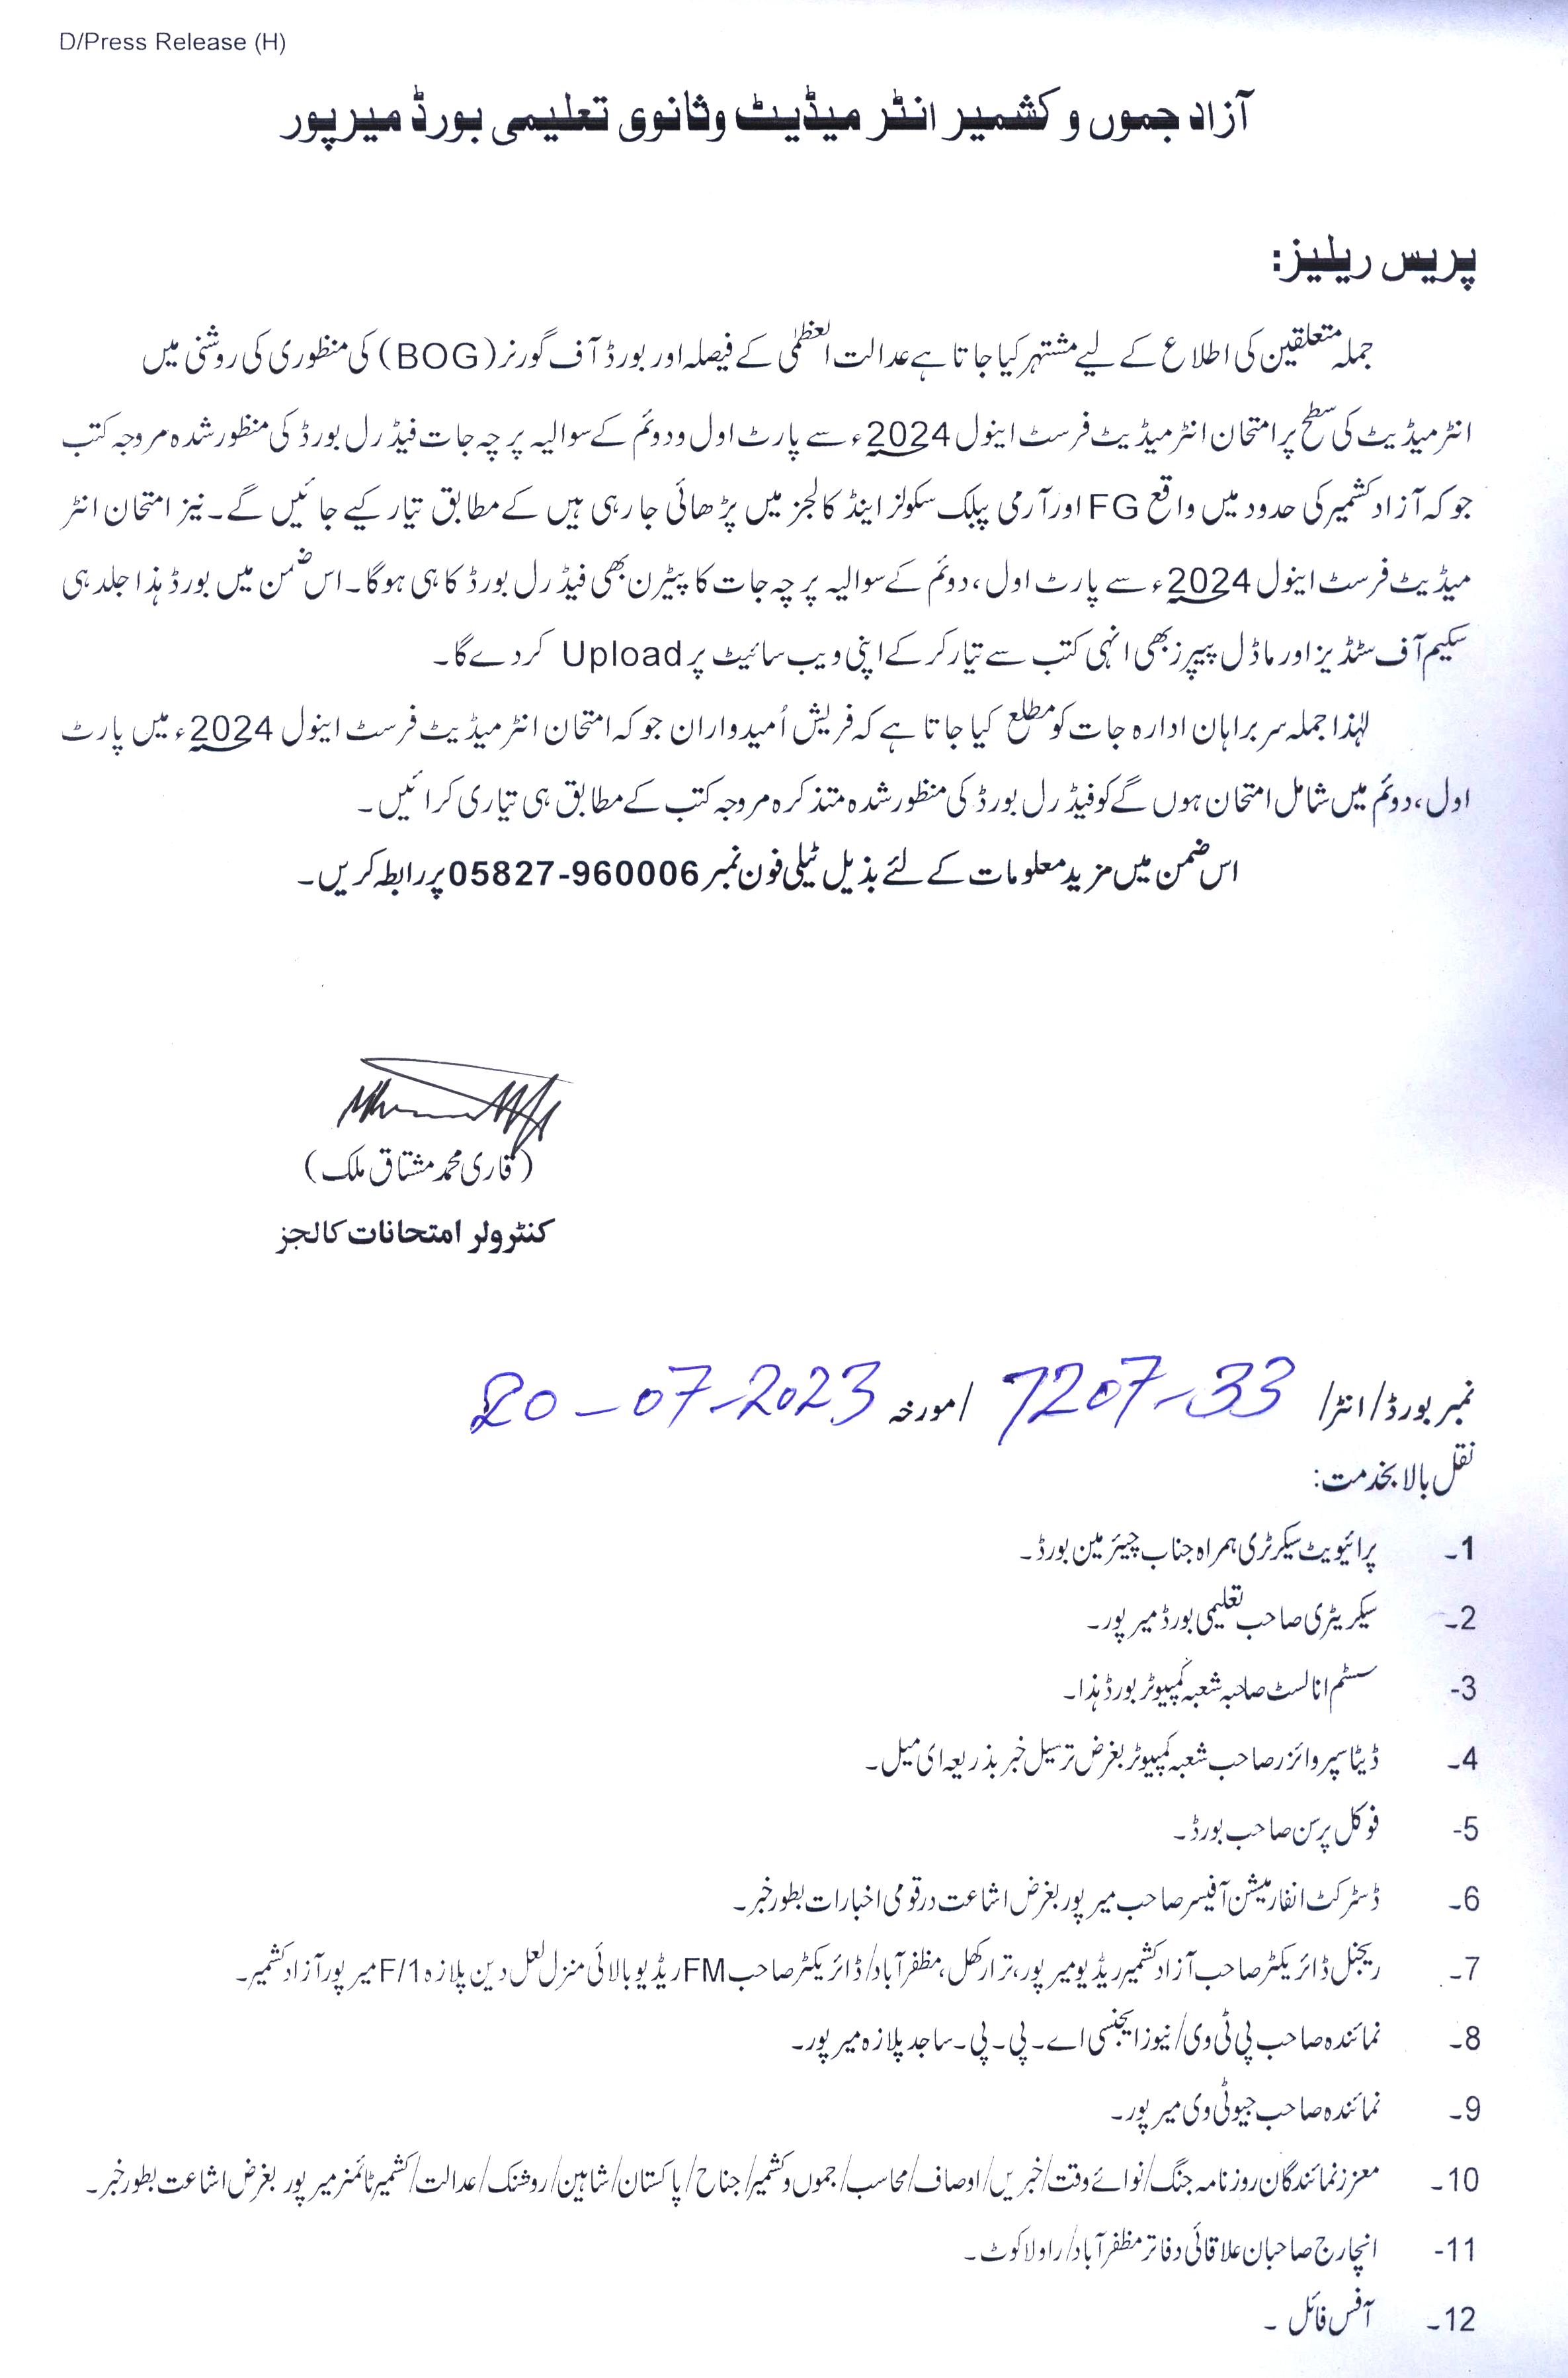 D/Press Release (H)
آزاد جموں و کشمیر انٹر میڈیٹ وثانوی تعلیمی بورڈ میرپور
پریس ریلیز:
جملہ متعلقین کی اطلاع کے لیے مشتہر کیا جاتا ہے عدالت العظمٰی کے فیصلہ اور بورڈ آف گورنر (BOG) کی منظوری کی روشنی میں
انٹرمیڈیٹ کی سطح پر امتحان انٹرمیڈیٹ فرسٹ اینول 2024ء سے پارٹ اول و دوئم کے سوالیہ پرچہ جات فیڈرل بورڈ کی منظور شدہ مروجہ کتب
جو کہ آزاد کشمیر کی حدود میں واقع FG اور آرمی پبلک سکولز اینڈ کالجز میں پڑھائی جا رہی ہیں کے مطابق تیار کیے جائیں گے۔ نیز امتحان انٹر
میڈیٹ فرسٹ اینول 2024ء سے پارٹ اول، دوئم کے سوالیہ پرچہ جات کا پیٹرن بھی فیڈرل بورڈ کا ہی ہوگا۔ اس ضمن میں بورڈ ہذا جلد ہی
سکیم آف سٹڈیز اور ماڈل پیپرز بھی انہی کتب سے تیار کر کے اپنی ویب سائیٹ پر Upload کر دے گا۔
لہٰذا جملہ سربراہان ادارہ جات کو مطلع کیا جاتا ہے کہ فریش اُمیدواران جو کہ امتحان انٹرمیڈیٹ فرسٹ اینول 2024ء میں پارٹ
اول، دوئم میں شامل امتحان ہوں گے کو فیڈرل بورڈ کی منظور شدہ متذکرہ مروجہ کتب کے مطابق ہی تیاری کرائیں۔
اس ضمن میں مزید معلومات کے لئے بذیل ٹیلی فون نمبر 05827-960006 پر رابطہ کریں۔
(قاری محمد مشتاق ملک)
کنٹرولر امتحانات کالجز
نمبر بورڈ/انٹر/ 7207-33 /مورخہ 20-07-2023
نقل بالا بخدمت:
1۔ پرائیویٹ سیکرٹری ہمراہ جناب چیئرمین بورڈ۔
2۔ سیکریٹری صاحب تعلیمی بورڈ میرپور۔
3- سسٹم انالسٹ صاحبہ شعبہ کمپیوٹر بورڈ ہذا۔
4۔ ڈیٹا سپروائزر صاحب شعبہ کمپیوٹر بغرض ترسیل خبر بذریعہ ای میل۔
5- فوکل پرسن صاحب بورڈ۔
6۔ ڈسٹرکٹ انفارمیشن آفیسر صاحب میرپور بغرض اشاعت در قومی اخبارات بطور خبر۔
7۔ ریجنل ڈائریکٹر صاحب آزاد کشمیر ریڈیو میرپور، تراڑکھل، مظفرآباد/ڈائریکٹر صاحب FM ریڈیو بالائی منزل لعل دین پلازہ F/1 میرپور آزاد کشمیر۔
8۔ نمائندہ صاحب پی ٹی وی/نیوز ایجنسی اے۔ پی۔ پی۔ ساجد پلازہ میرپور۔
9۔ نمائندہ صاحب جیو ٹی وی میرپور۔
10۔ معزز نمائندگان روزنامہ جنگ/نوائے وقت/خبریں/اوصاف/محاسب/جموں وکشمیر/جناح/پاکستان/شاہین/روشنک/عدالت/کشمیر ٹائمنر میرپور بغرض اشاعت بطور خبر۔
11- انچارج صاحبان علاقائی دفاتر مظفرآباد/راولاکوٹ۔
12۔ آفس فائل ۔